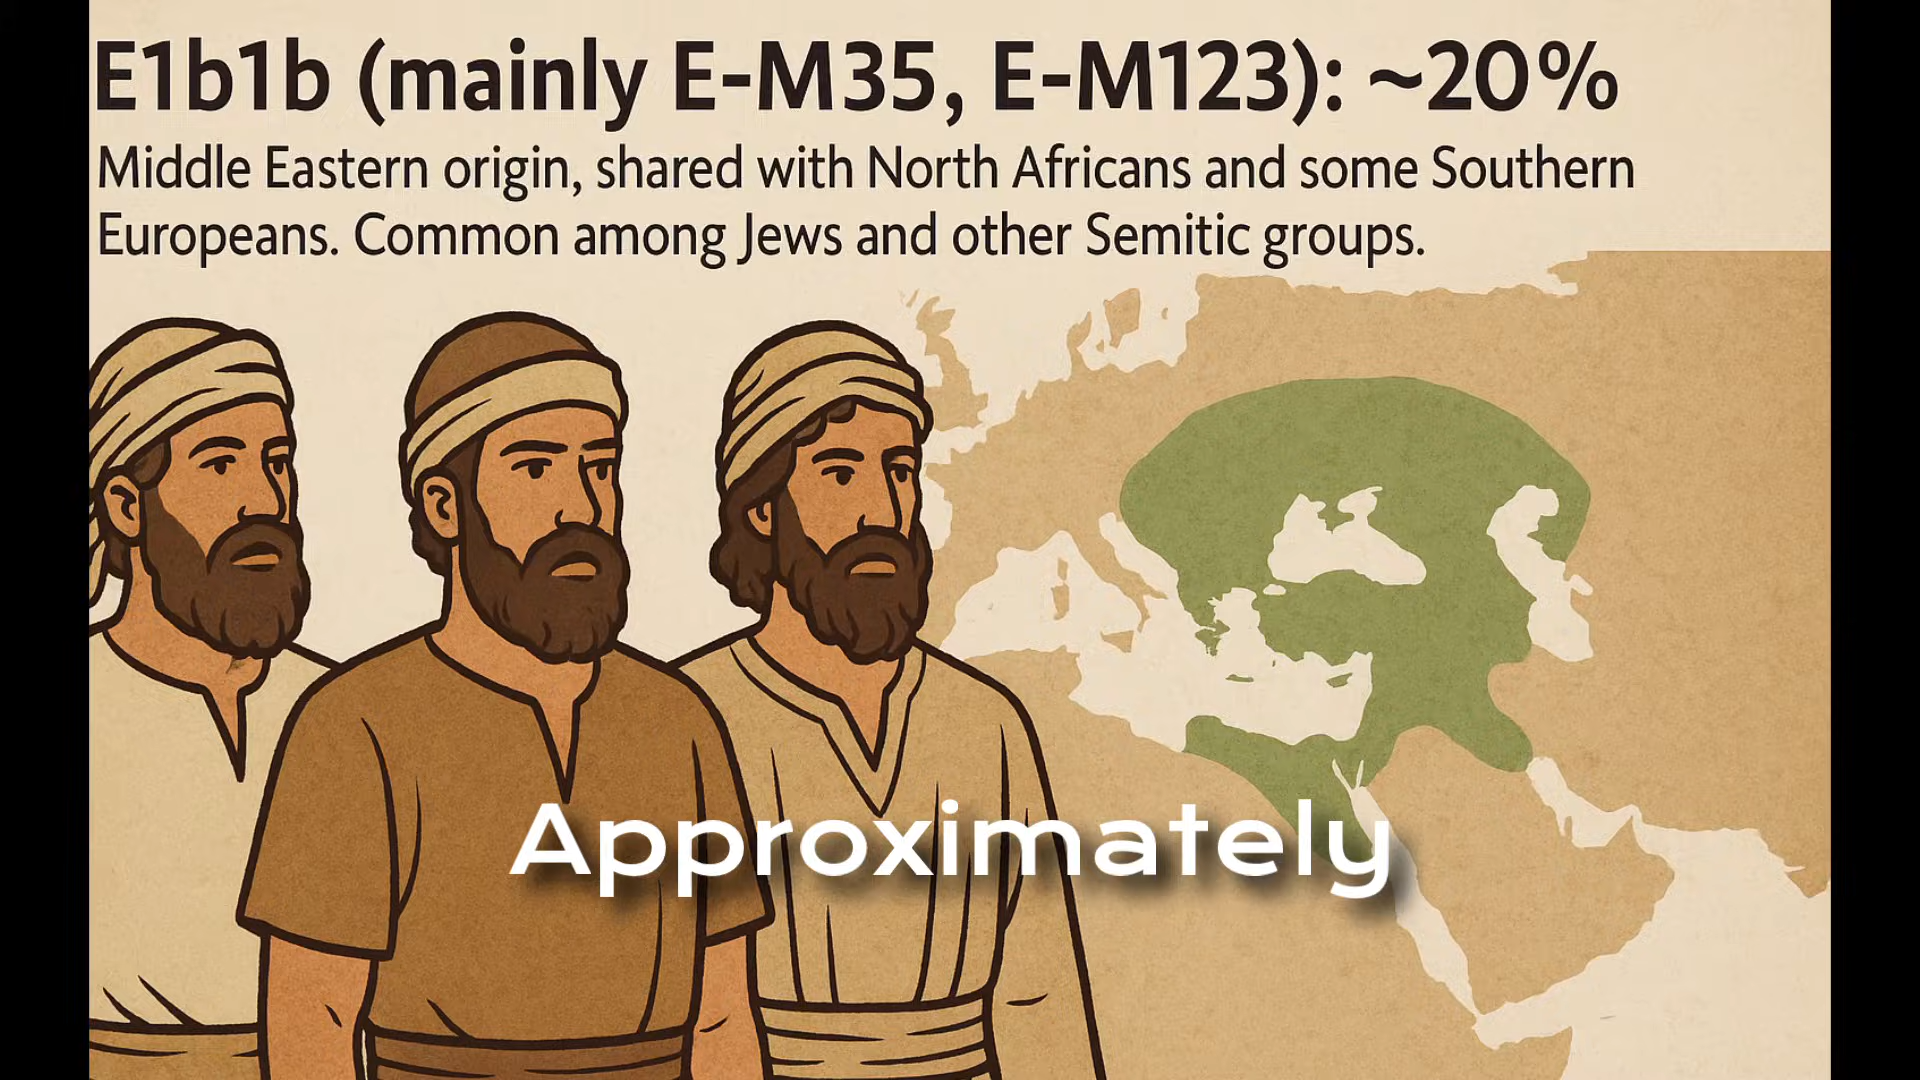 E1b1b (mainly E-M35, E-M123): ~20%
Middle Eastern origin, shared with North Africans and some Southern
Europeans. Common among Jews and other Semitic groups.
Approximately